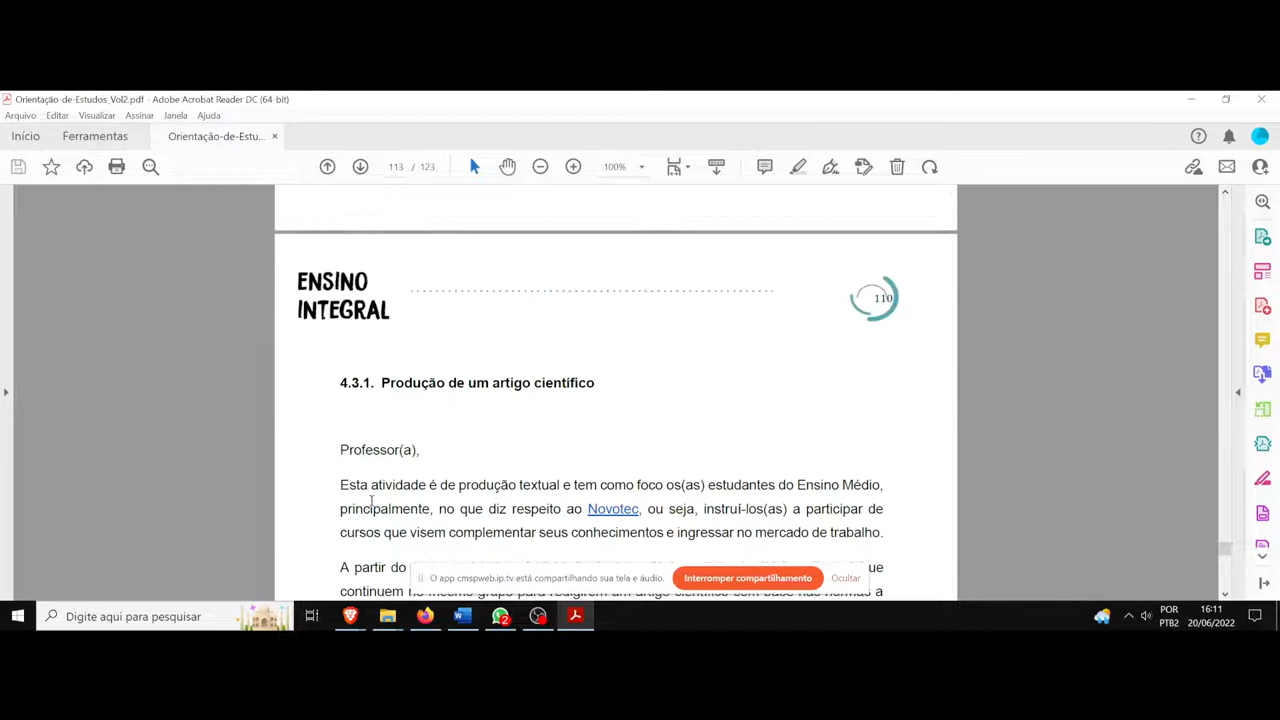 Orientação-de-Estudos_Vol2.pdf - Adobe Acrobat Reader DC (64-bit)
Arquivo Editar Visualizar Assinar Janela Ajuda
Início Ferramentas Orientação-de-Estu... ×
113 / 123 100%
ENSINO
INTEGRAL
110
4.3.1. Produção de um artigo científico
Professor(a),
Esta atividade é de produção textual e tem como foco os(as) estudantes do Ensino Médio,
principalmente, no que diz respeito ao Novotec, ou seja, instruí-los(as) a participar de
cursos que visem complementar seus conhecimentos e ingressar no mercado de trabalho.
A partir do
O app cmspweb.ip.tv está compartilhando sua tela e áudio. Interromper compartilhamento Ocultar
Digite aqui para pesquisar
2
POR
PTB2
16:11
20/06/2022